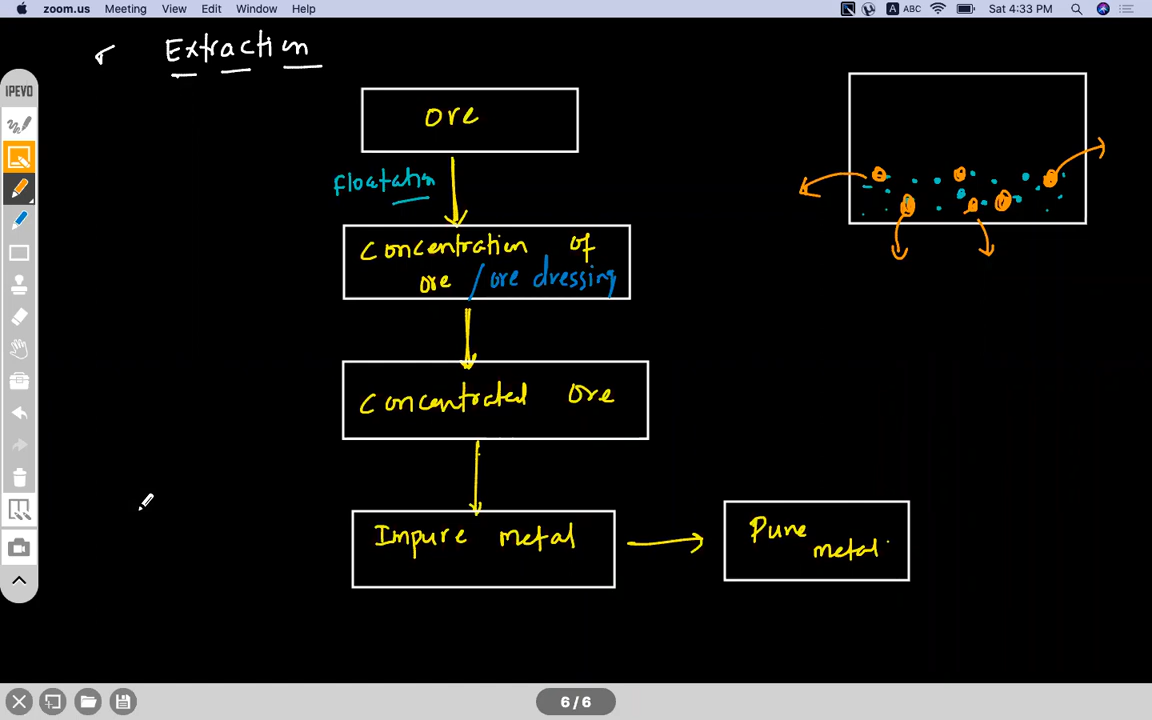 zoom.us Meeting View Edit Window Help
A ABC Sat 4:33 PM
Extraction
IPEVO
ore
Floatation
Concentration of
ore / ore dressing
Concentrated ore
Impure metal
Pure
metal
6/6